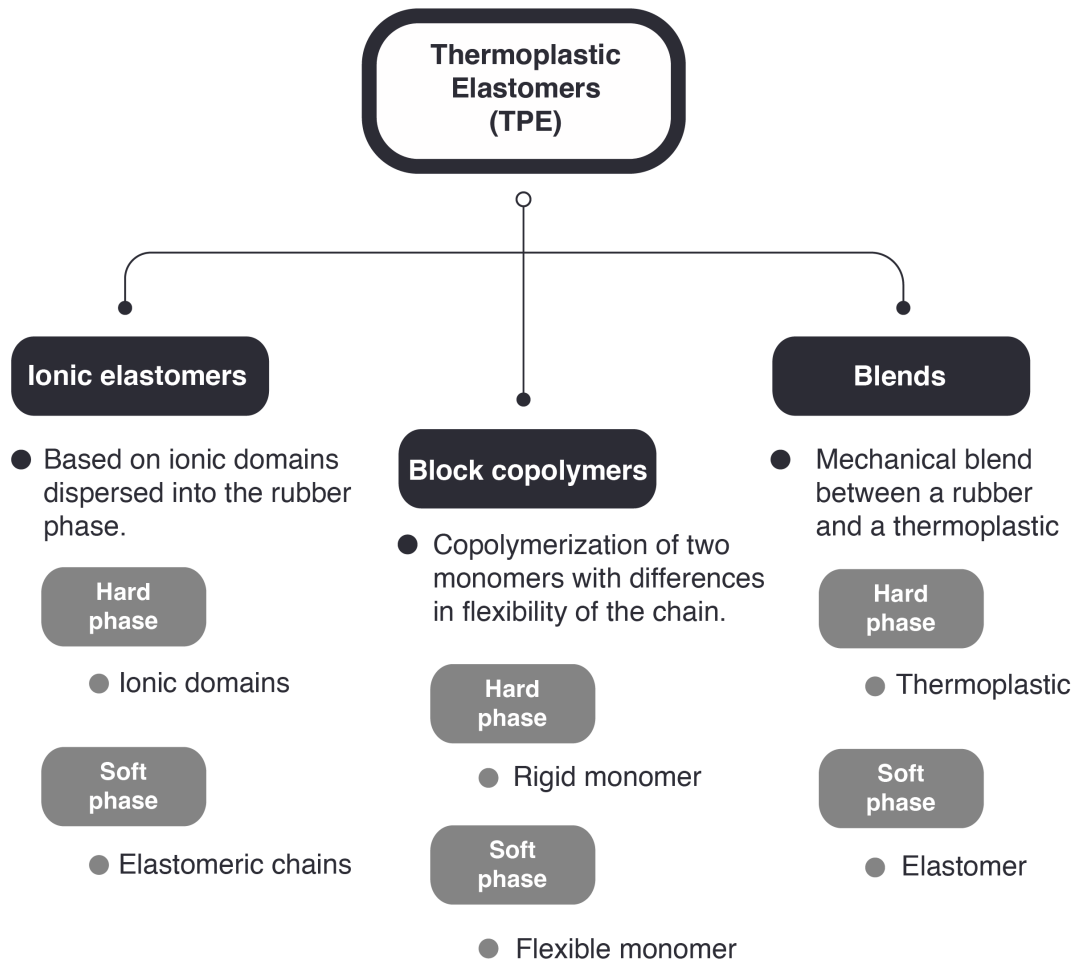 Thermoplastic
Elastomers
(TPE)
Ionic elastomers
Based on ionic domains
dispersed into the rubber
phase.
Hard
phase
Ionic domains
Soft
phase
Elastomeric chains
Block copolymers
Copolymerization of two
monomers with differences
in flexibility of the chain.
Hard
phase
Rigid monomer
Soft
phase
Flexible monomer
Blends
Mechanical blend
between a rubber
and a thermoplastic
Hard
phase
Thermoplastic
Soft
phase
Elastomer